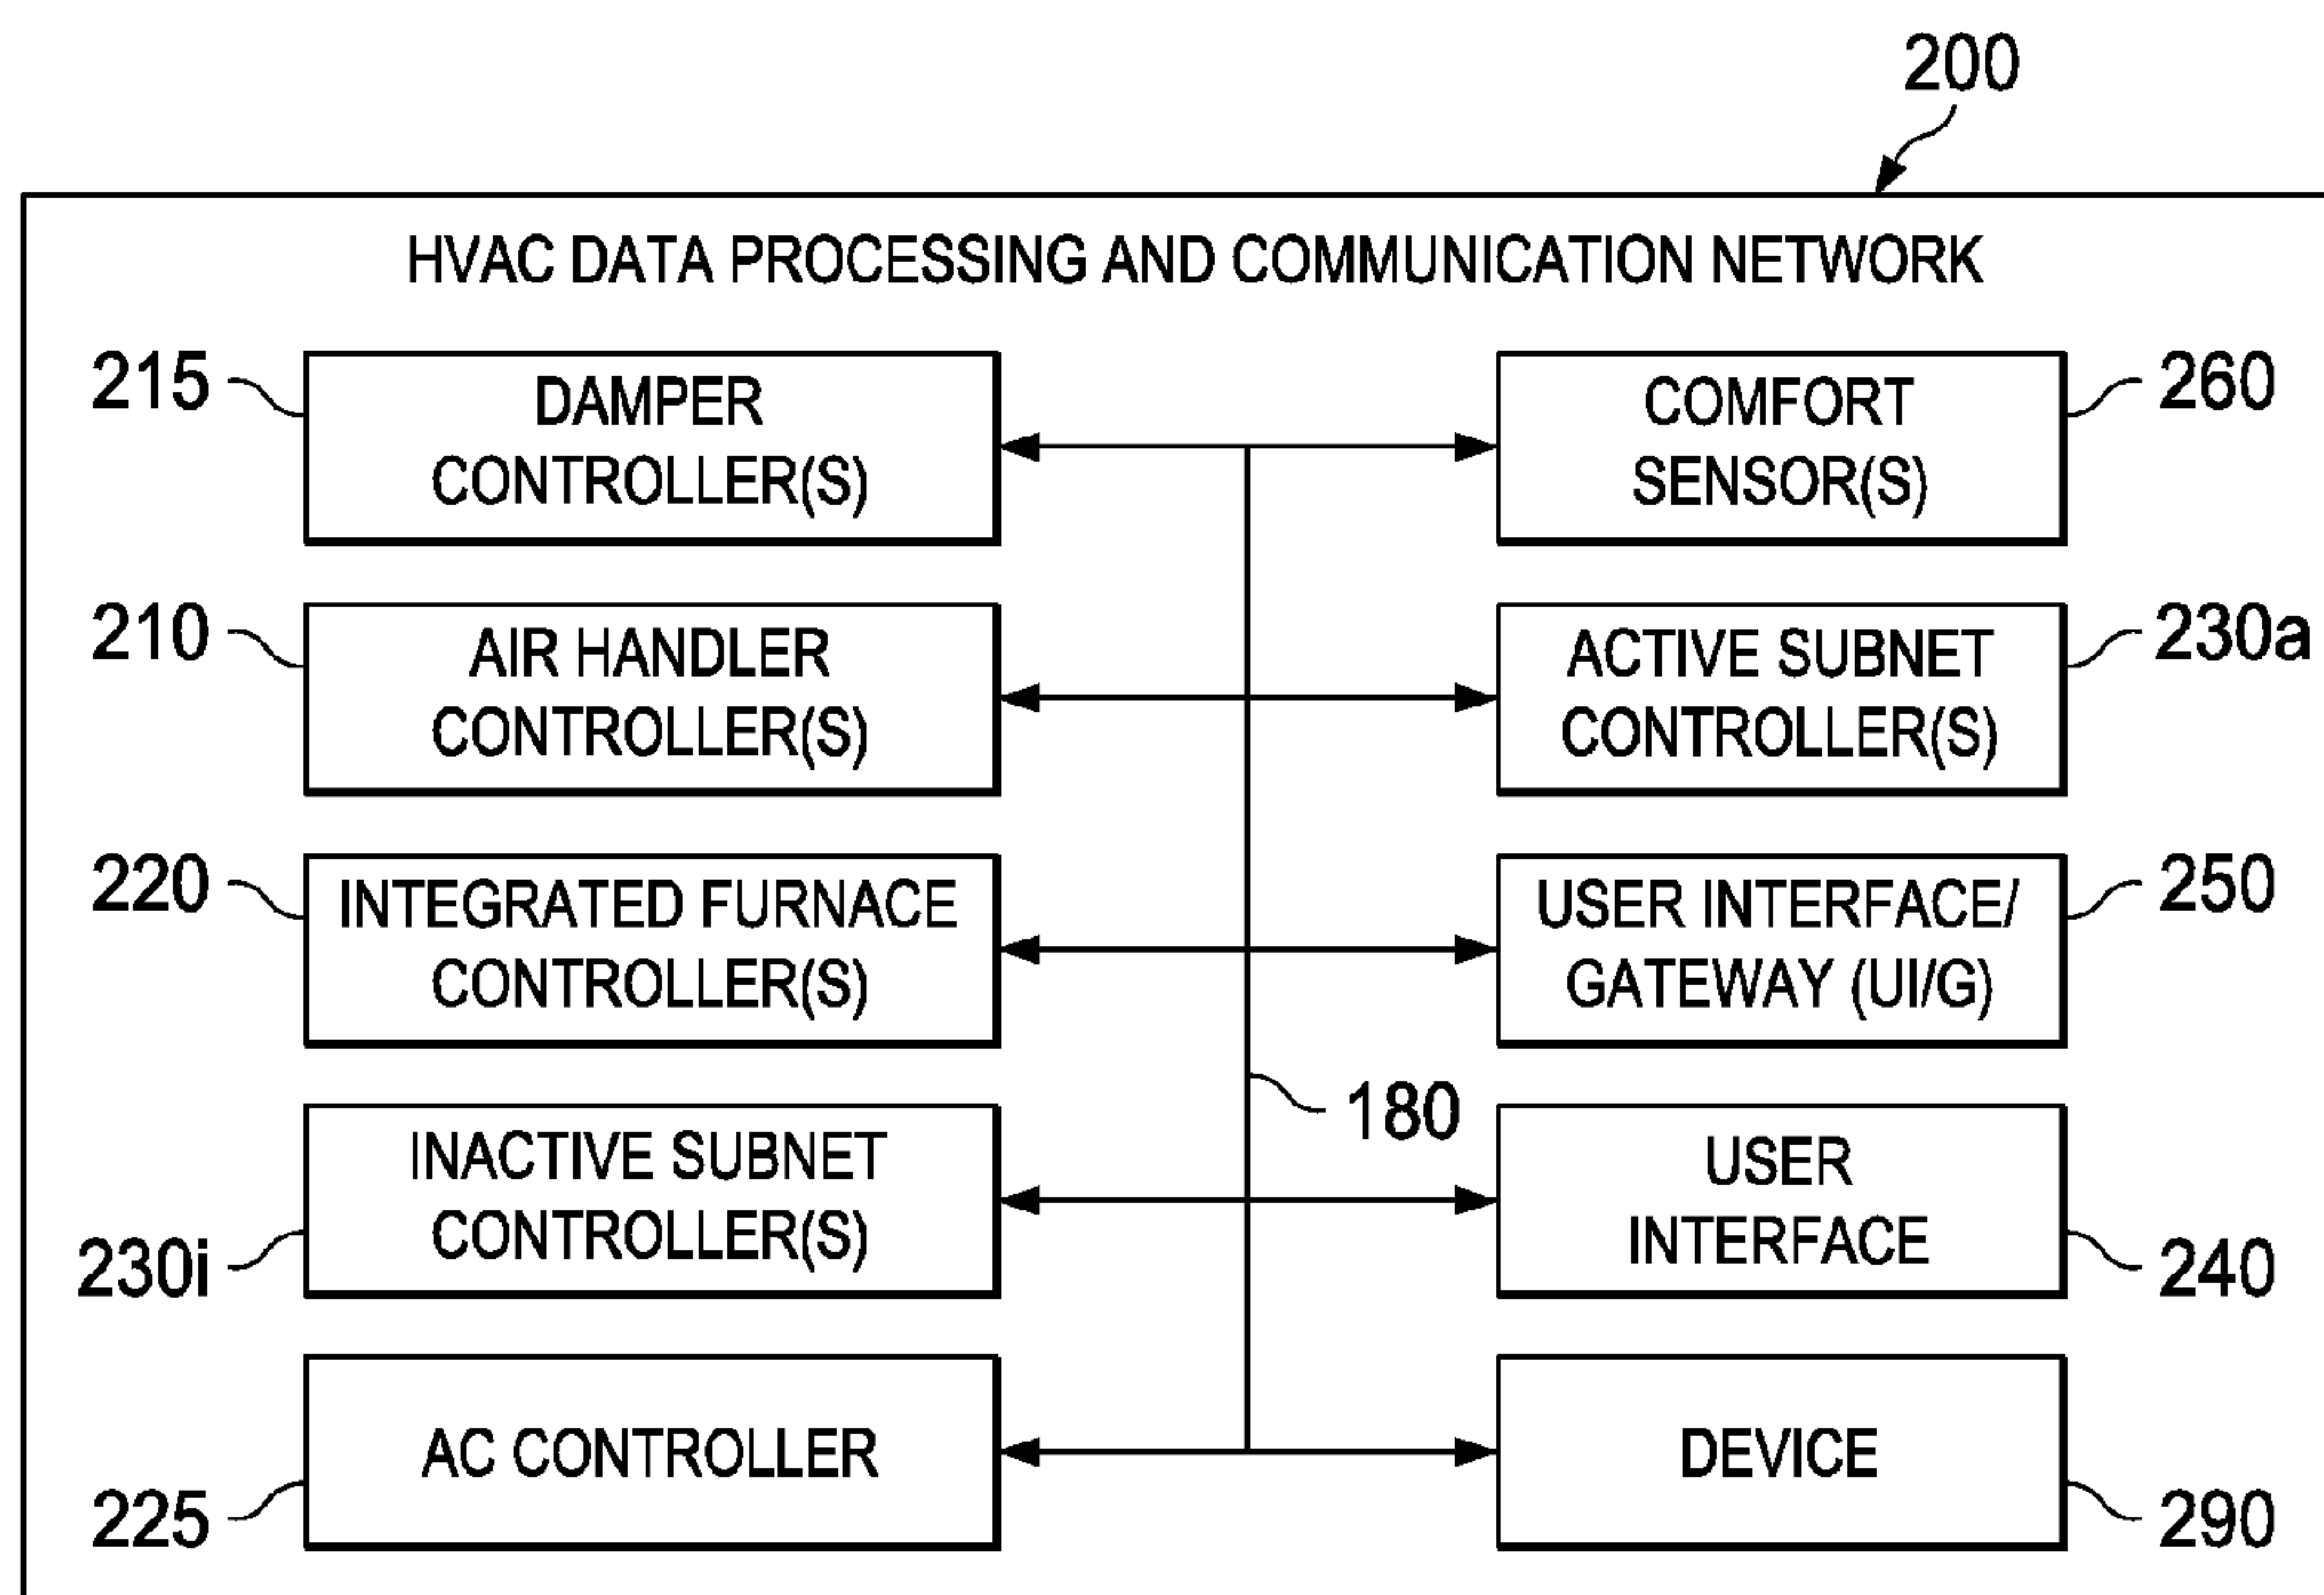 200
HVAC DATA PROCESSING AND COMMUNICATION NETWORK
215
DAMPER
CONTROLLER(S)
COMFORT
SENSOR(S)
260
210
AIR HANDLER
CONTROLLER(S)
ACTIVE SUBNET
CONTROLLER(S)
230a
220
INTEGRATED FURNACE
CONTROLLER(S)
USER INTERFACE/
GATEWAY (UI/G)
250
180
230i
INACTIVE SUBNET
CONTROLLER(S)
USER
INTERFACE
240
225
AC CONTROLLER
DEVICE
290